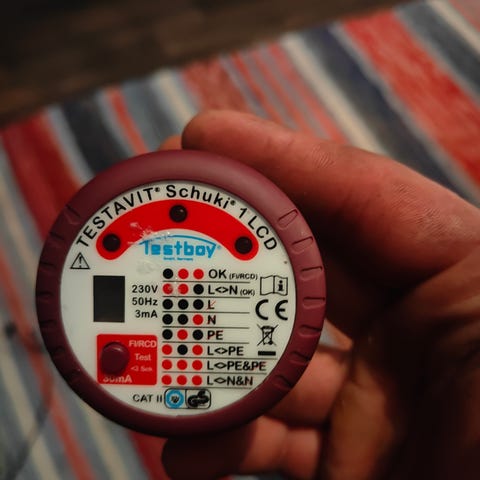 TESTAVIT® Schuki® 1 LCD
Testboy®
OK (FI/RCD)
230V L<>N (OK)
50Hz L
3mA N
PE
FI/RCD L<>PE
Test L<>PE&PE
<3 Sek L<>N&N
30mA
CAT II
CE